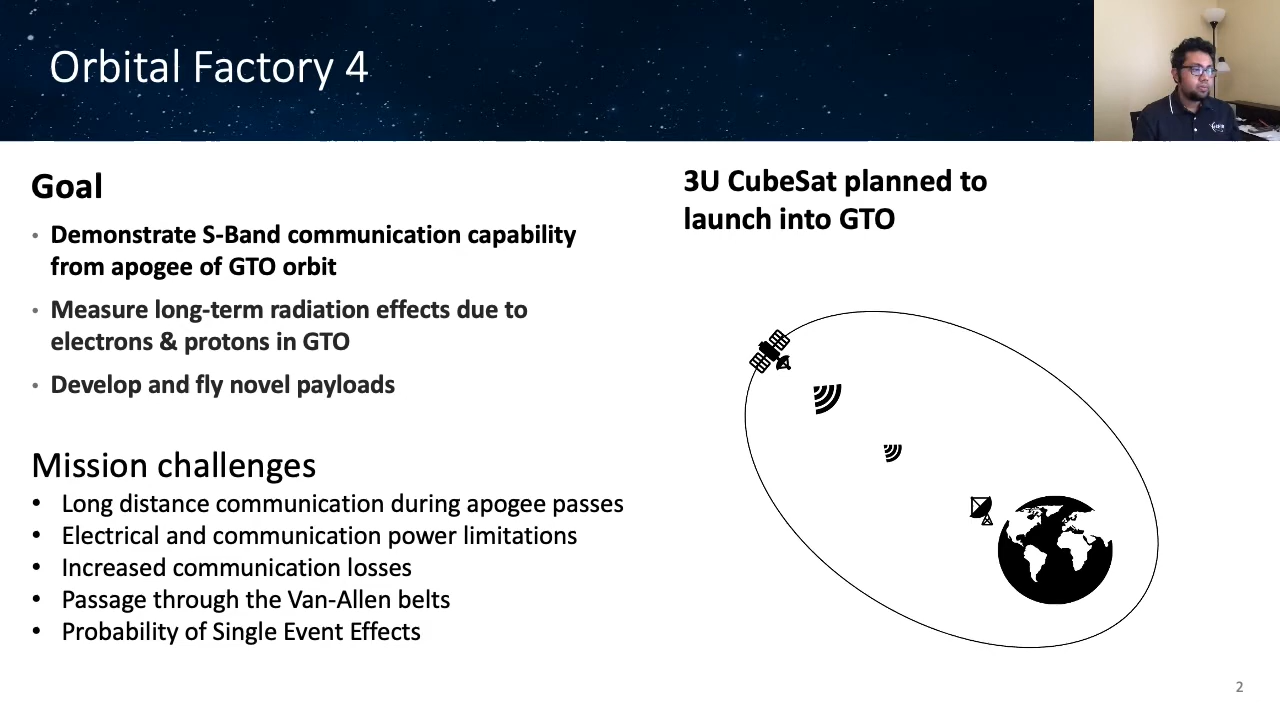 Orbital Factory 4
Goal
• Demonstrate S-Band communication capability
from apogee of GTO orbit
• Measure long-term radiation effects due to
electrons & protons in GTO
• Develop and fly novel payloads
Mission challenges
• Long distance communication during apogee passes
• Electrical and communication power limitations
• Increased communication losses
• Passage through the Van-Allen belts
• Probability of Single Event Effects
3U CubeSat planned to
launch into GTO
2